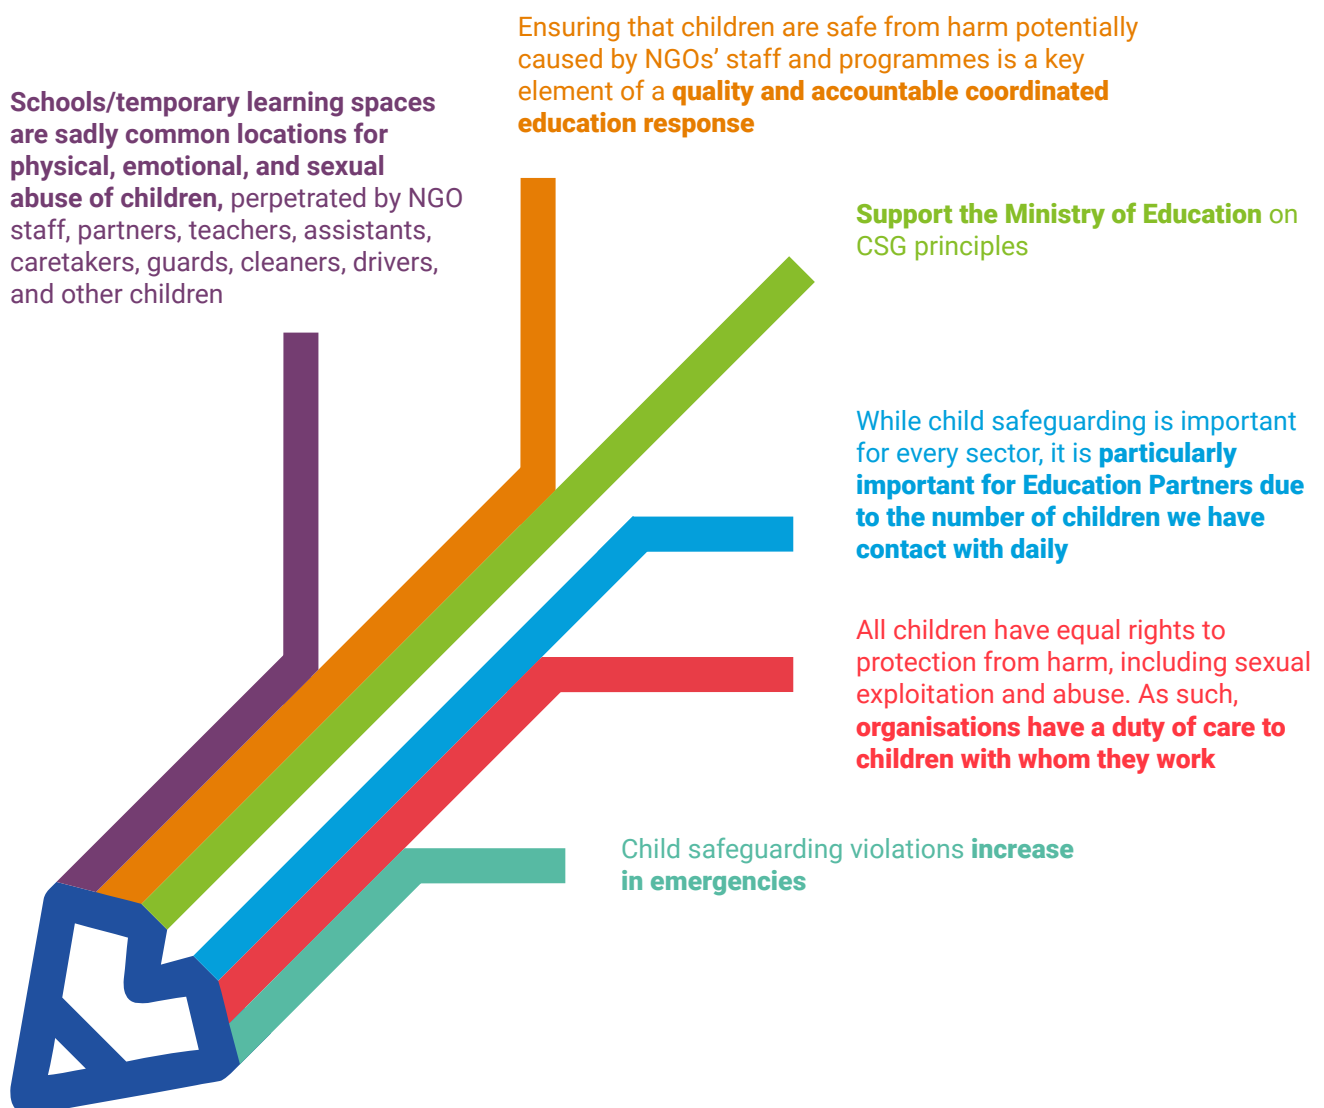 Ensuring that children are safe from harm potentially
caused by NGOs’ staff and programmes is a key
element of a quality and accountable coordinated
education response
Schools/temporary learning spaces
are sadly common locations for
physical, emotional, and sexual
abuse of children, perpetrated by NGO
staff, partners, teachers, assistants,
caretakers, guards, cleaners, drivers,
and other children
Support the Ministry of Education on
CSG principles
While child safeguarding is important
for every sector, it is particularly
important for Education Partners due
to the number of children we have
contact with daily
All children have equal rights to
protection from harm, including sexual
exploitation and abuse. As such,
organisations have a duty of care to
children with whom they work
Child safeguarding violations increase
in emergencies